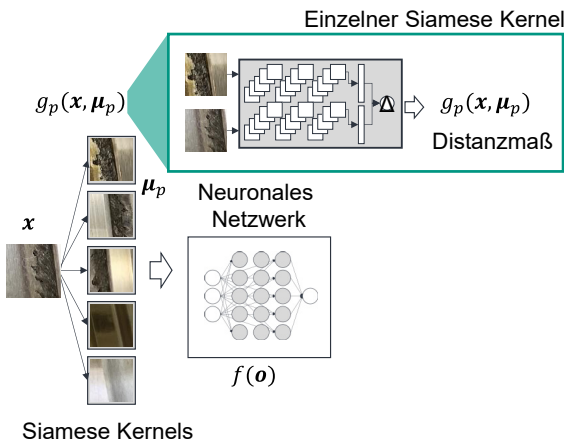 Einzelner Siamese Kernel
g_p(x, μ_p)
Δ
g_p(x, μ_p)
Distanzmaß
μ_p
x
Neuronales
Netzwerk
f(o)
Siamese Kernels